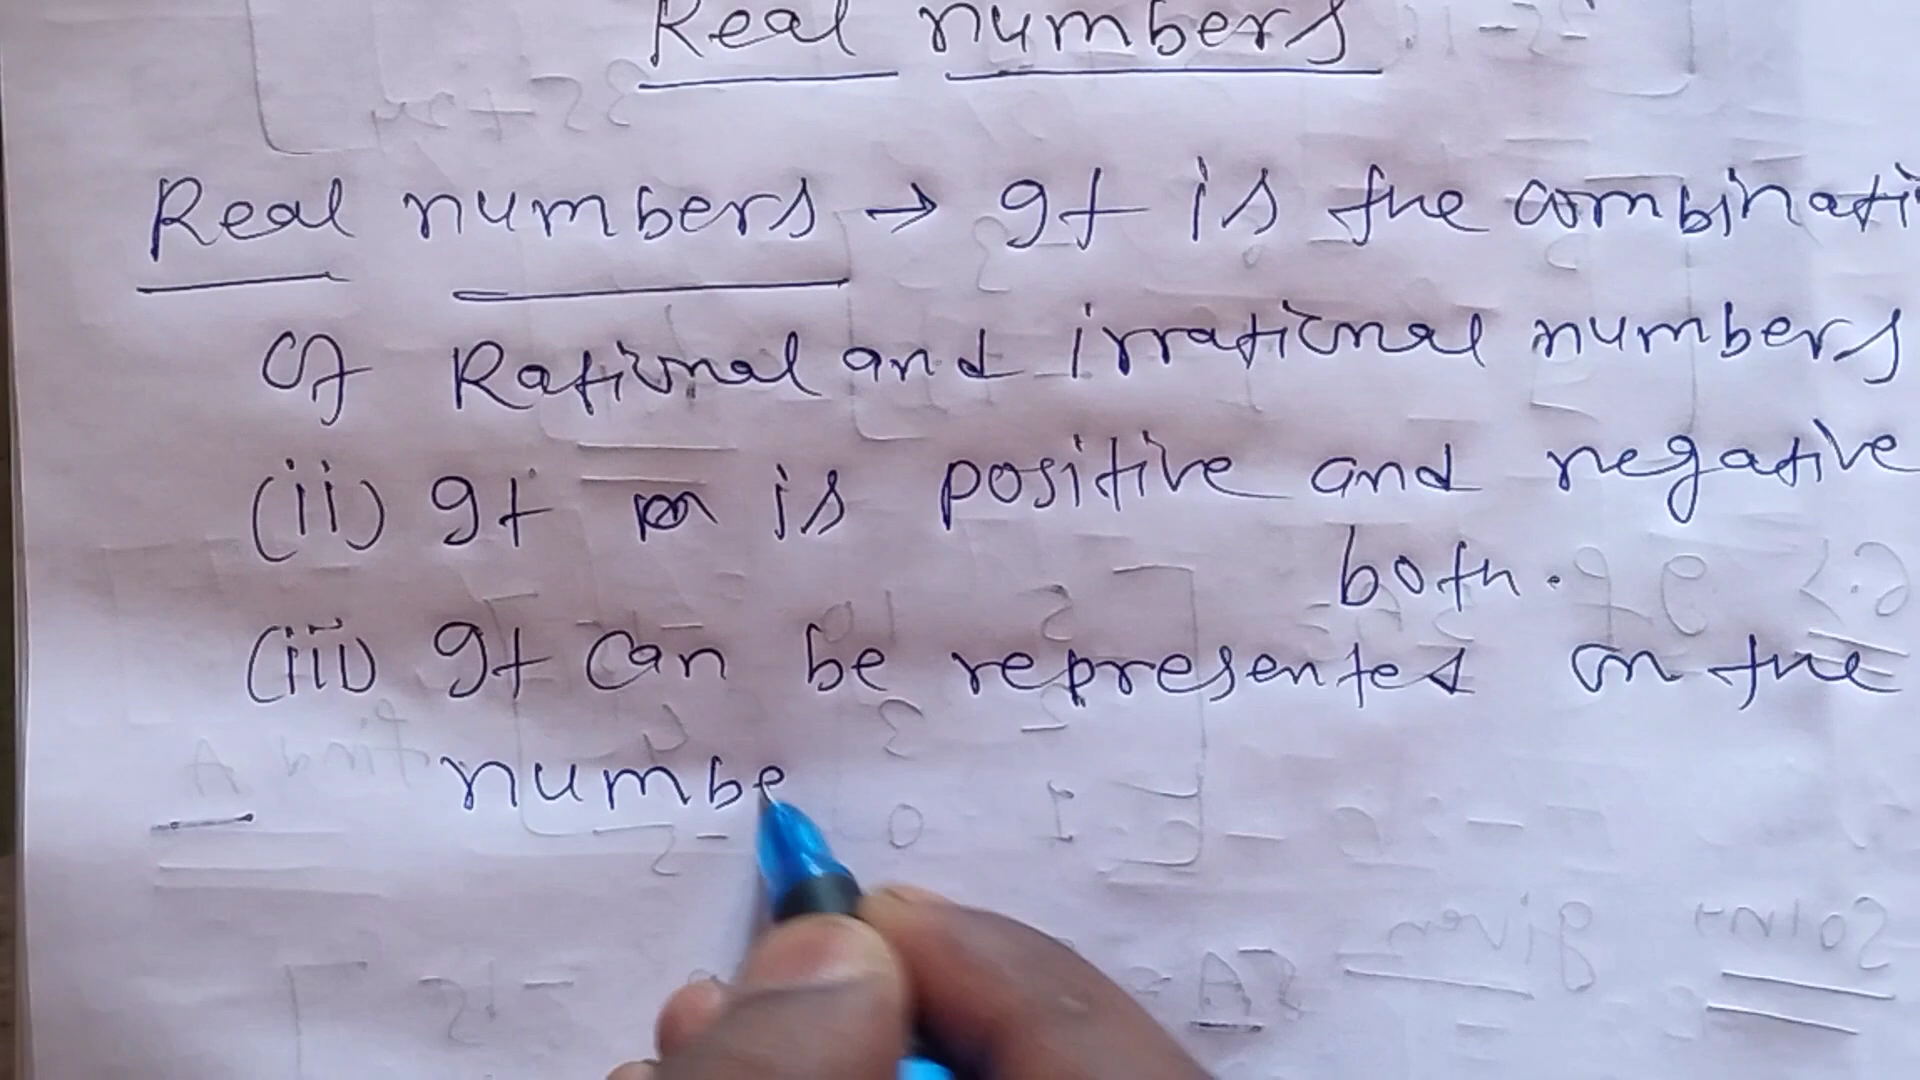 Real numbers
Real numbers → It is the combinati
of Rational and irrational numbers
(ii) It is positive and negative
both.
(iii) It can be represented on the
numbe